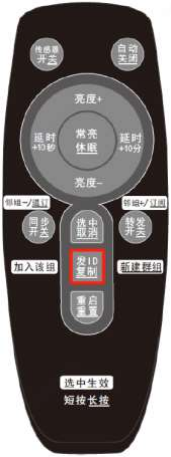 传感器
开关
自动
关闭
亮度+
延时
+10秒
常亮
休眠
延时
+10分
亮度-
邻组-/退订
邻组+/订阅
同步
开关
选中
取消
转发
开关
加入该组
发ID
复制
新建群组
重启
重置
选中生效
短按长按